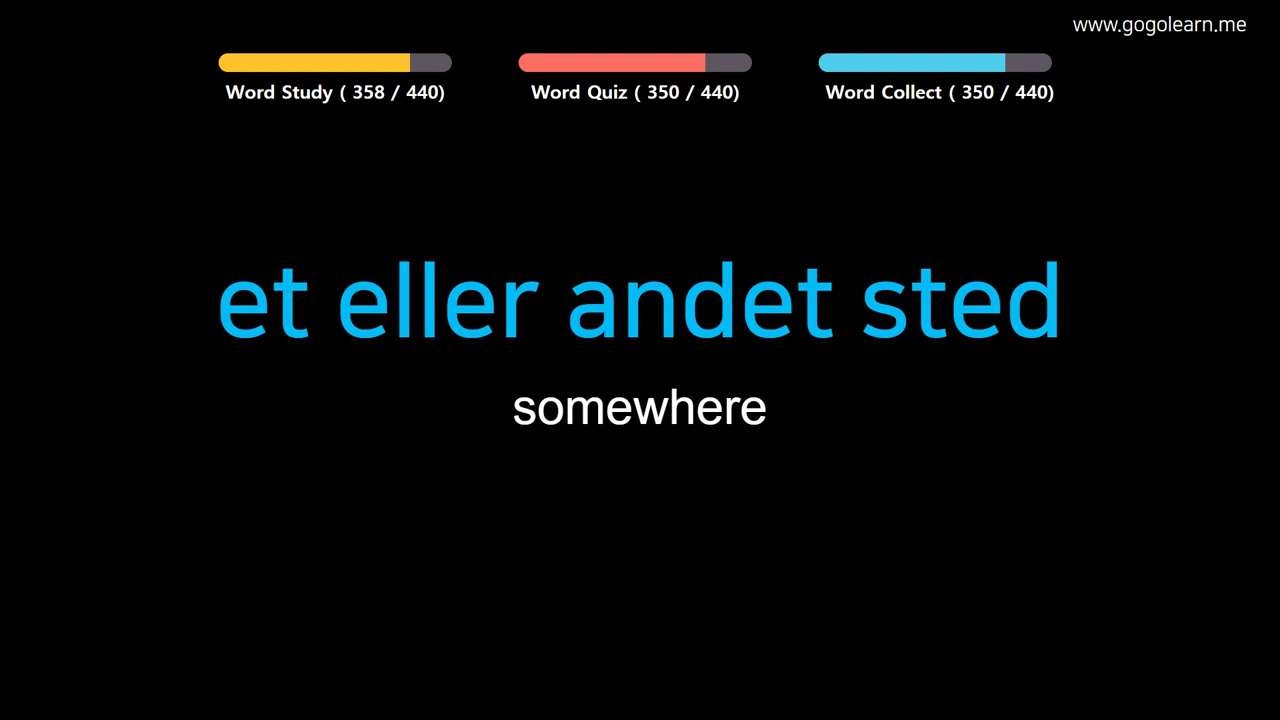 www.gogolearn.me
Word Study ( 358 / 440)
Word Quiz ( 350 / 440)
Word Collect ( 350 / 440)
et eller andet sted
somewhere